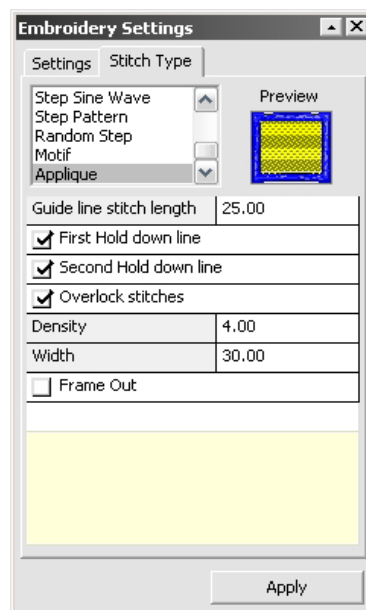 Embroidery Settings
Settings Stitch Type
Step Sine Wave
Step Pattern
Random Step
Motif
Applique
Preview
Guide line stitch length 25.00
First Hold down line
Second Hold down line
Overlock stitches
Density 4.00
Width 30.00
Frame Out
Apply